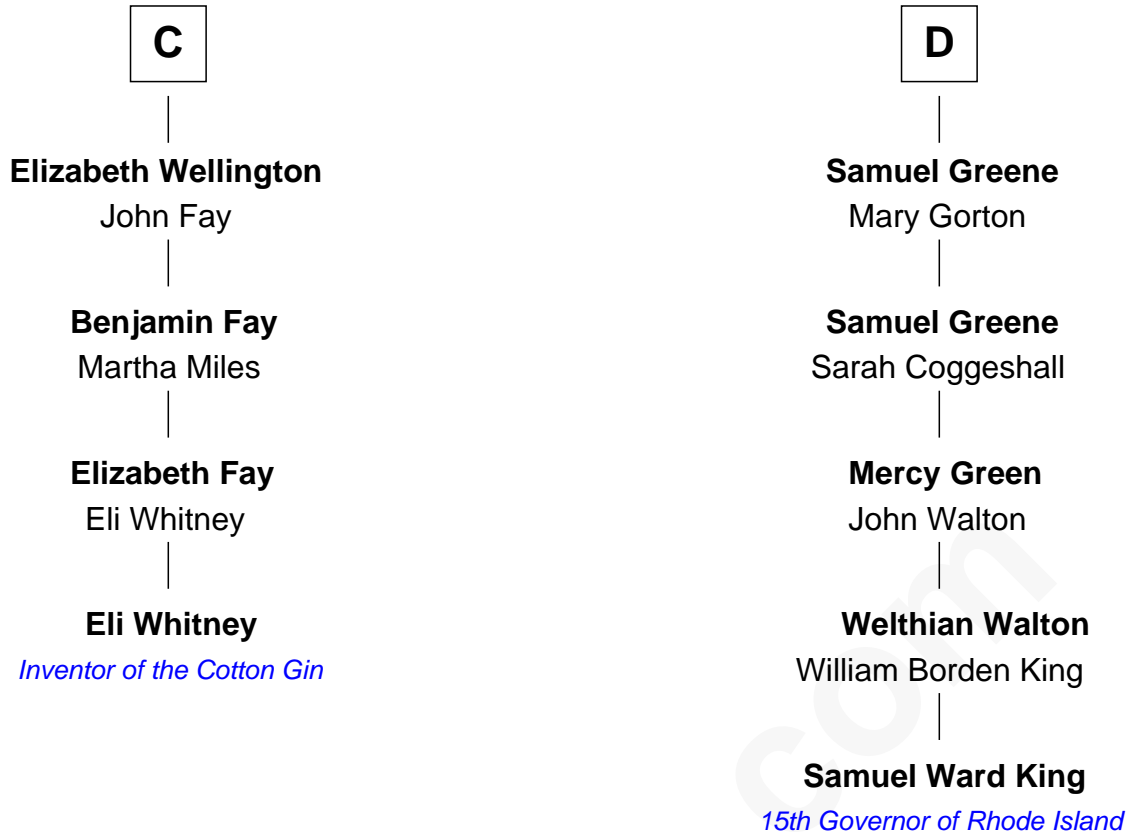 C
Elizabeth Wellington
John Fay
Benjamin Fay
Martha Miles
Elizabeth Fay
Eli Whitney
Eli Whitney
Inventor of the Cotton Gin
D
Samuel Greene
Mary Gorton
Samuel Greene
Sarah Coggeshall
Mercy Green
John Walton
Welthian Walton
William Borden King
Samuel Ward King
15th Governor of Rhode Island
com